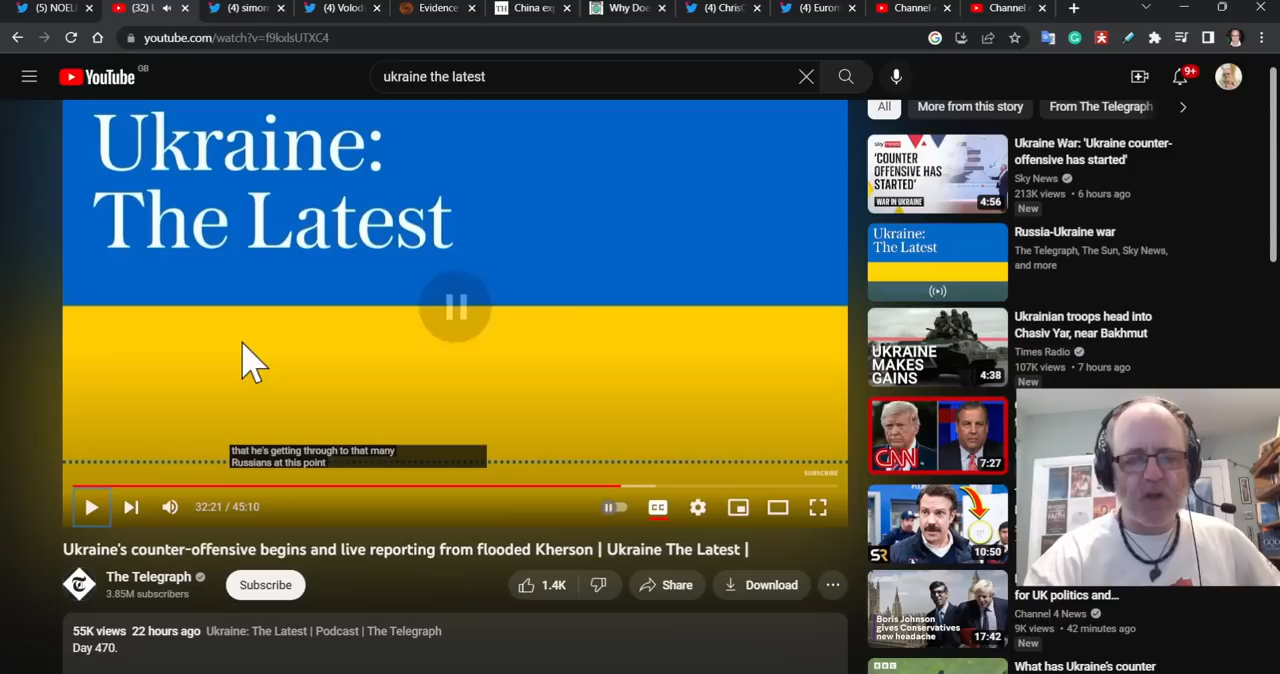 (5) NOEL
(32) U
(4) simon
(4) Volod
Evidence
China exp
Why Doe
(4) ChrisO
(4) Eurom
Channel
Channel
youtube.com/watch?v=f9kxlsUTXC4
YouTube GB
ukraine the latest
9+
Ukraine:
The Latest
that he's getting through to that many
Russians at this point
SUBSCRIBE
32:21 / 45:10
CC
Ukraine's counter-offensive begins and live reporting from flooded Kherson | Ukraine The Latest |
The Telegraph
3.85M subscribers
Subscribe
1.4K
Share
Download
55K views 22 hours ago Ukraine: The Latest | Podcast | The Telegraph
Day 470.
All
More from this story
From The Telegraph
sky news
'COUNTER
OFFENSIVE HAS
STARTED'
WAR IN UKRAINE
4:56
Ukraine War: 'Ukraine counter-
offensive has started'
Sky News
213K views • 6 hours ago
New
Ukraine:
The Latest
Russia-Ukraine war
The Telegraph, The Sun, Sky News,
and more
UKRAINE
MAKES
GAINS
4:38
Ukrainian troops head into
Chasiv Yar, near Bakhmut
Times Radio
107K views • 7 hours ago
New
CNN
7:27
SR
10:50
Boris Johnson
gives Conservatives
new headache
17:42
for UK politics and...
Channel 4 News
9K views • 42 minutes ago
New
BBC
What has Ukraine's counter